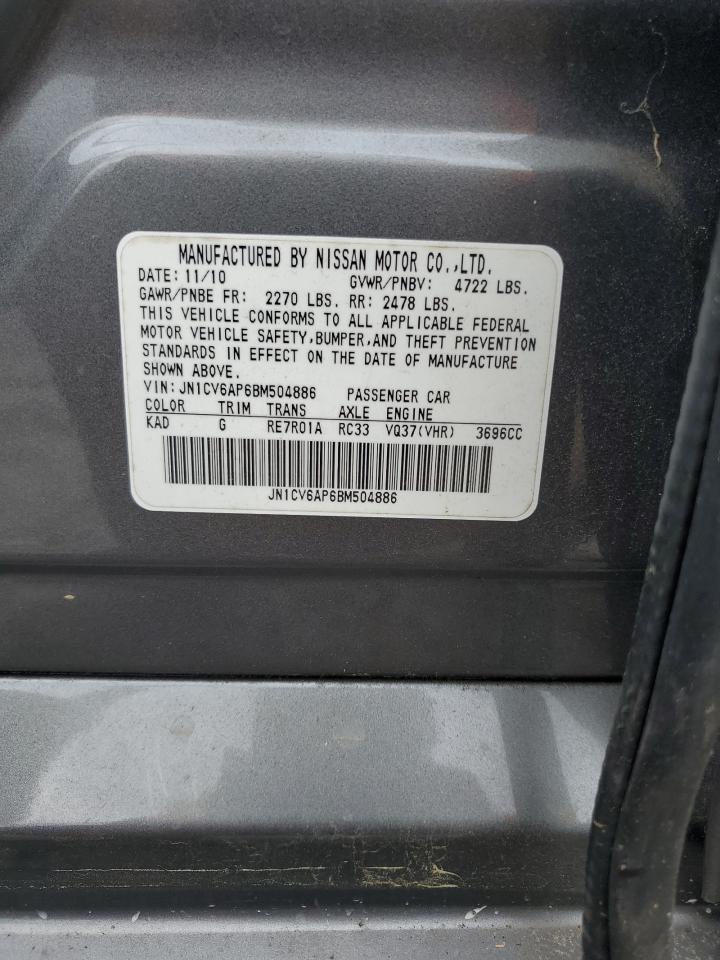 MANUFACTURED BY NISSAN MOTOR CO.,LTD.
DATE: 11/10 GVWR/PNBV: 4722 LBS.
GAWR/PNBE FR: 2270 LBS. RR: 2478 LBS.
THIS VEHICLE CONFORMS TO ALL APPLICABLE FEDERAL
MOTOR VEHICLE SAFETY,BUMPER,AND THEFT PREVENTION
STANDARDS IN EFFECT ON THE DATE OF MANUFACTURE
SHOWN ABOVE.
VIN:JN1CV6AP6BM504886 PASSENGER CAR
COLOR TRIM TRANS AXLE ENGINE
KAD G RE7R01A RC33 VQ37(VHR) 3696CC
JN1CV6AP6BM504886